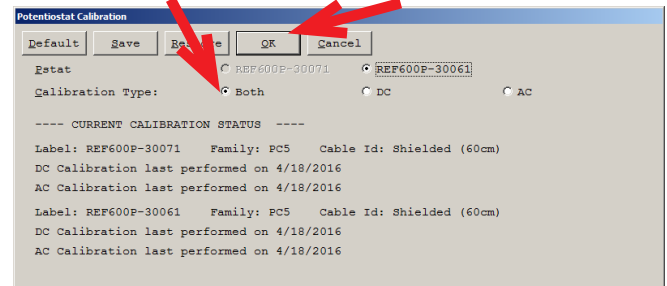 Potentiostat Calibration
Default Save Restore OK Cancel
Pstat REF600P-30071 REF600P-30061
Calibration Type: Both DC AC
---- CURRENT CALIBRATION STATUS ----
Label: REF600P-30071 Family: PC5 Cable Id: Shielded (60cm)
DC Calibration last performed on 4/18/2016
AC Calibration last performed on 4/18/2016
Label: REF600P-30061 Family: PC5 Cable Id: Shielded (60cm)
DC Calibration last performed on 4/18/2016
AC Calibration last performed on 4/18/2016